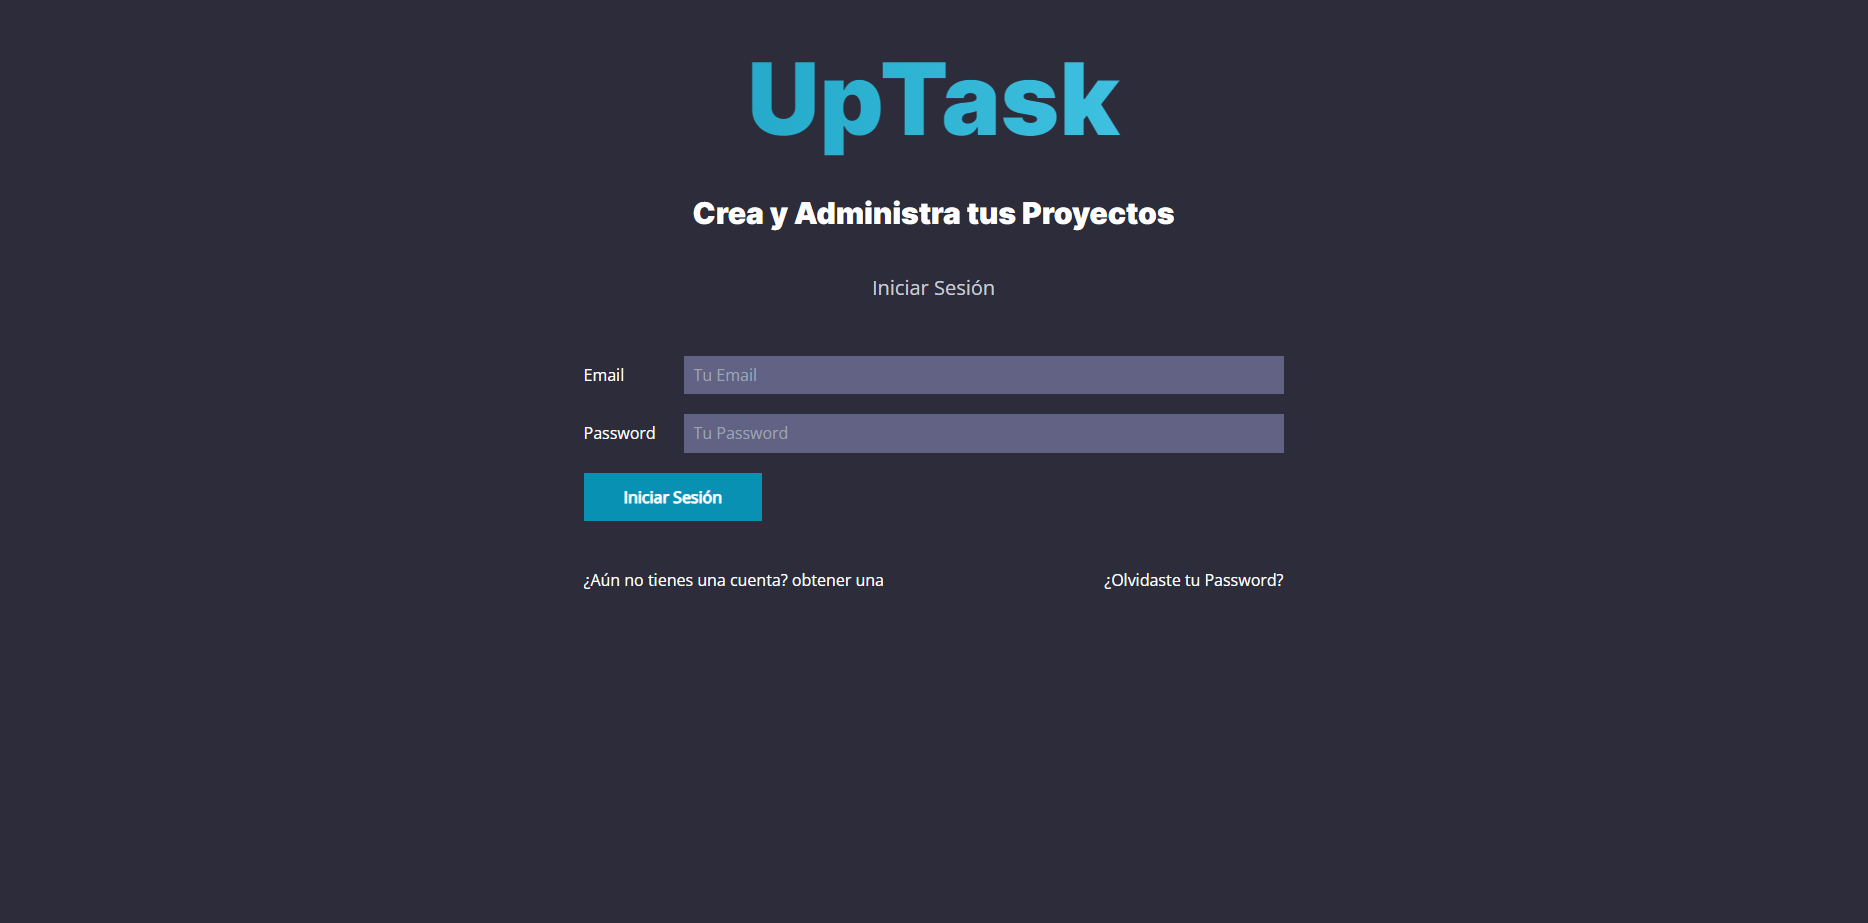 UpTask
Crea y Administra tus Proyectos
Iniciar Sesión
Email
Tu Email
Password
Tu Password
Iniciar Sesión
¿Aún no tienes una cuenta? obtener una
¿Olvidaste tu Password?